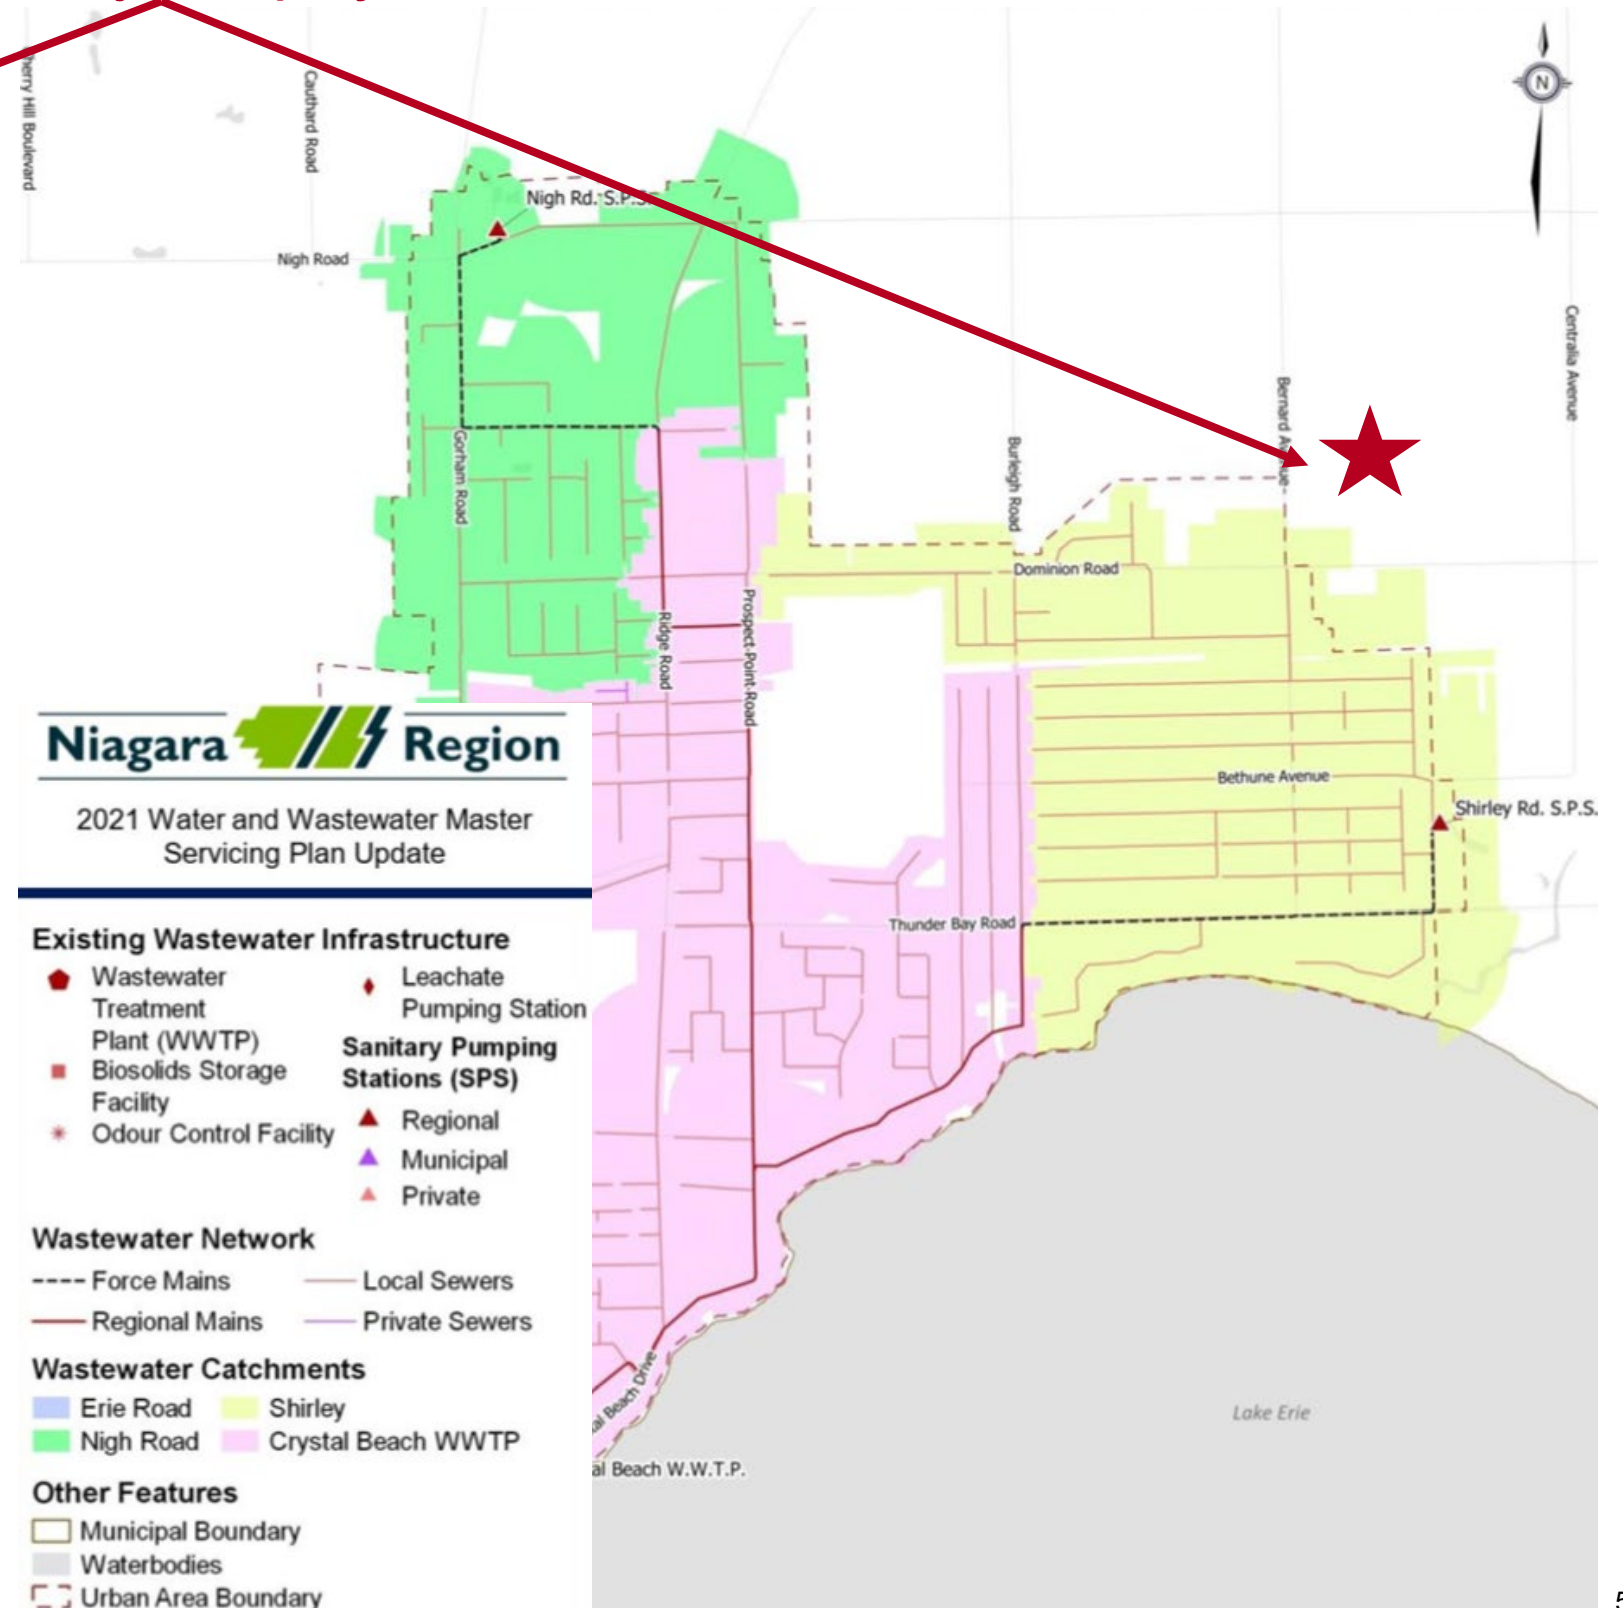 Cauthard Road
N
Nigh Rd. S.P.S.
Nigh Road
Centralia Avenue
Bernard Avenue
Gorham Road
Burleigh Road
Dominion Road
Prospect Point Road
Ridge Road
Niagara Region
2021 Water and Wastewater Master
Servicing Plan Update
Bethune Avenue
Shirley Rd. S.P.S.
Thunder Bay Road
Existing Wastewater Infrastructure
Wastewater
Treatment
Plant (WWTP)
Biosolids Storage
Facility
Odour Control Facility
Leachate
Pumping Station
Sanitary Pumping
Stations (SPS)
Regional
Municipal
Private
Wastewater Network
Force Mains
Local Sewers
Regional Mains
Private Sewers
Wastewater Catchments
Erie Road
Shirley
Nigh Road
Crystal Beach WWTP
Other Features
Municipal Boundary
Waterbodies
Urban Area Boundary
al Beach Drive
al Beach W.W.T.P.
Lake Erie
5